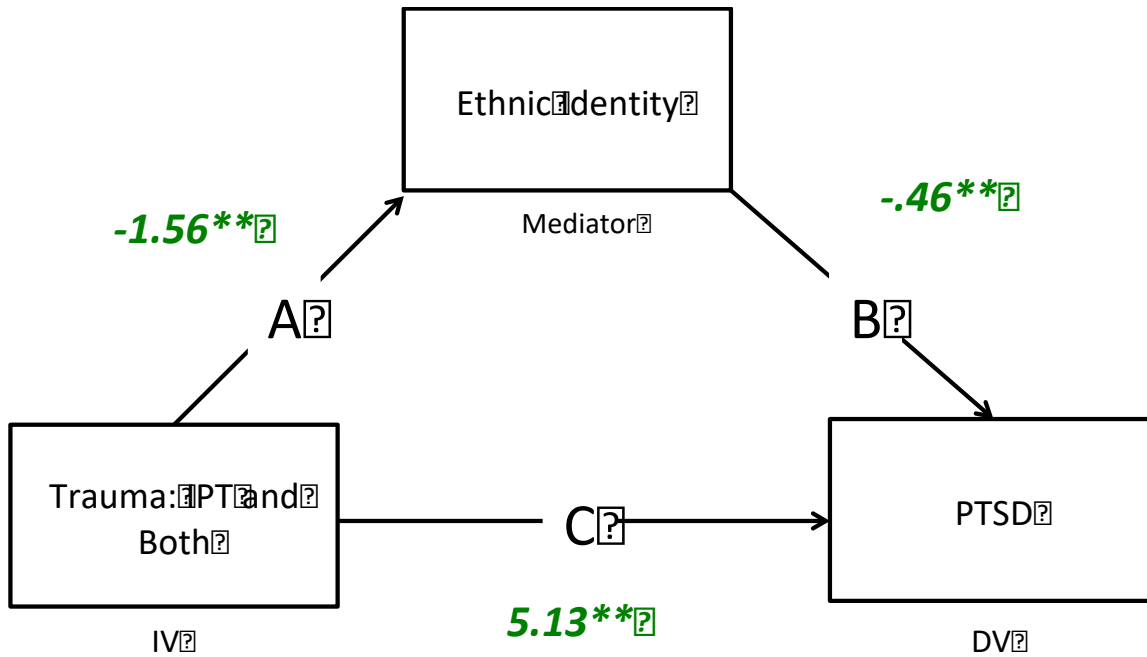 Ethnic Identity
-1.56**
-.46**
Mediator
A
B
Trauma: IPT and
Both
C
PTSD
5.13**
IV
DV